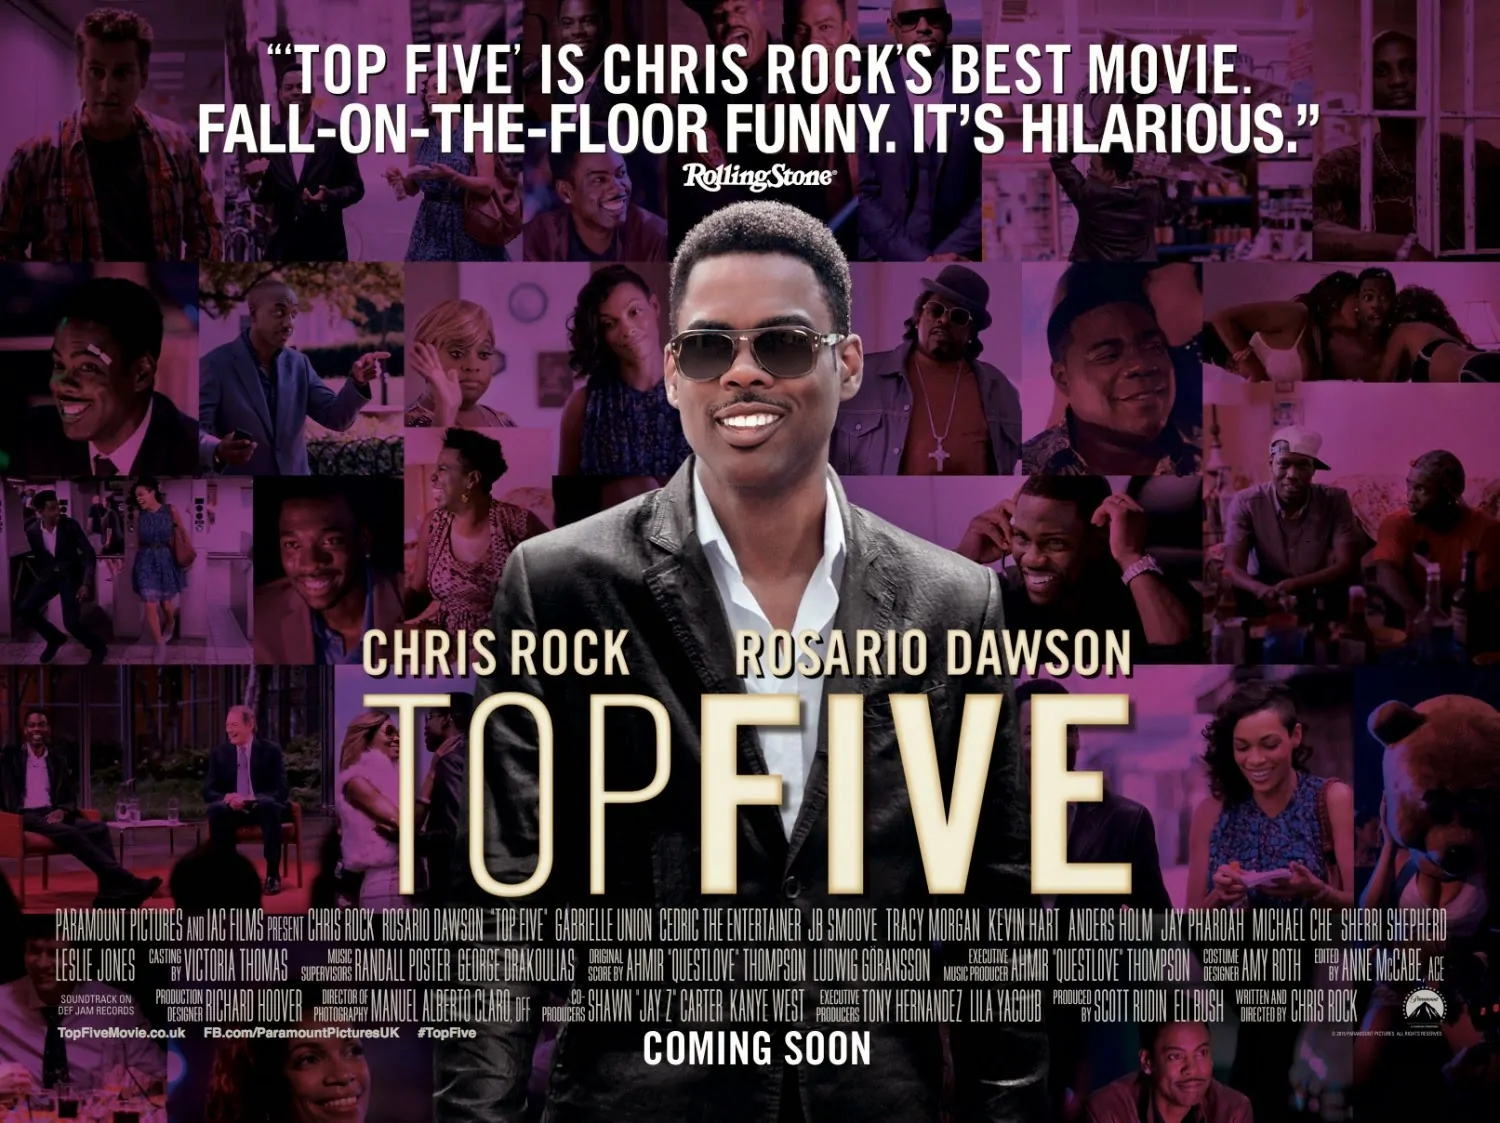 “‘TOP FIVE’ IS CHRIS ROCK’S BEST MOVIE.
FALL-ON-THE-FLOOR FUNNY. IT’S HILARIOUS.”
RollingStone
CHRIS ROCK ROSARIO DAWSON
TOP FIVE
PARAMOUNT PICTURES AND IAC FILMS PRESENT CHRIS ROCK ROSARIO DAWSON "TOP FIVE" GABRIELLE UNION CEDRIC THE ENTERTAINER JB SMOOVE TRACY MORGAN KEVIN HART ANDERS HOLM JAY PHAROAH MICHAEL CHE SHERRI SHEPHERD
LESLIE JONES CASTING BY VICTORIA THOMAS MUSIC SUPERVISORS RANDALL POSTER GEORGE DRAKOULIAS ORIGINAL SCORE BY AHMIR "QUESTLOVE" THOMPSON LUDWIG GÖRANSSON EXECUTIVE MUSIC PRODUCER AHMIR "QUESTLOVE" THOMPSON COSTUME DESIGNER AMY ROTH EDITED BY ANNE McCABE, ACE
SOUNDTRACK ON DEF JAM RECORDS PRODUCTION DESIGNER RICHARD HOOVER DIRECTOR OF PHOTOGRAPHY MANUEL ALBERTO CLARO, DFF CO-PRODUCERS SHAWN "JAY Z" CARTER KANYE WEST EXECUTIVE PRODUCERS TONY HERNANDEZ LILA YACOUB PRODUCED BY SCOTT RUDIN ELI BUSH WRITTEN AND DIRECTED BY CHRIS ROCK
Paramount
TopFiveMovie.co.uk FB.com/ParamountPicturesUK #TopFive
COMING SOON